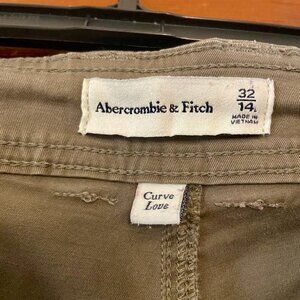 Abercrombie & Fitch
32
14L
MADE IN
VIETNAM
Curve
Love